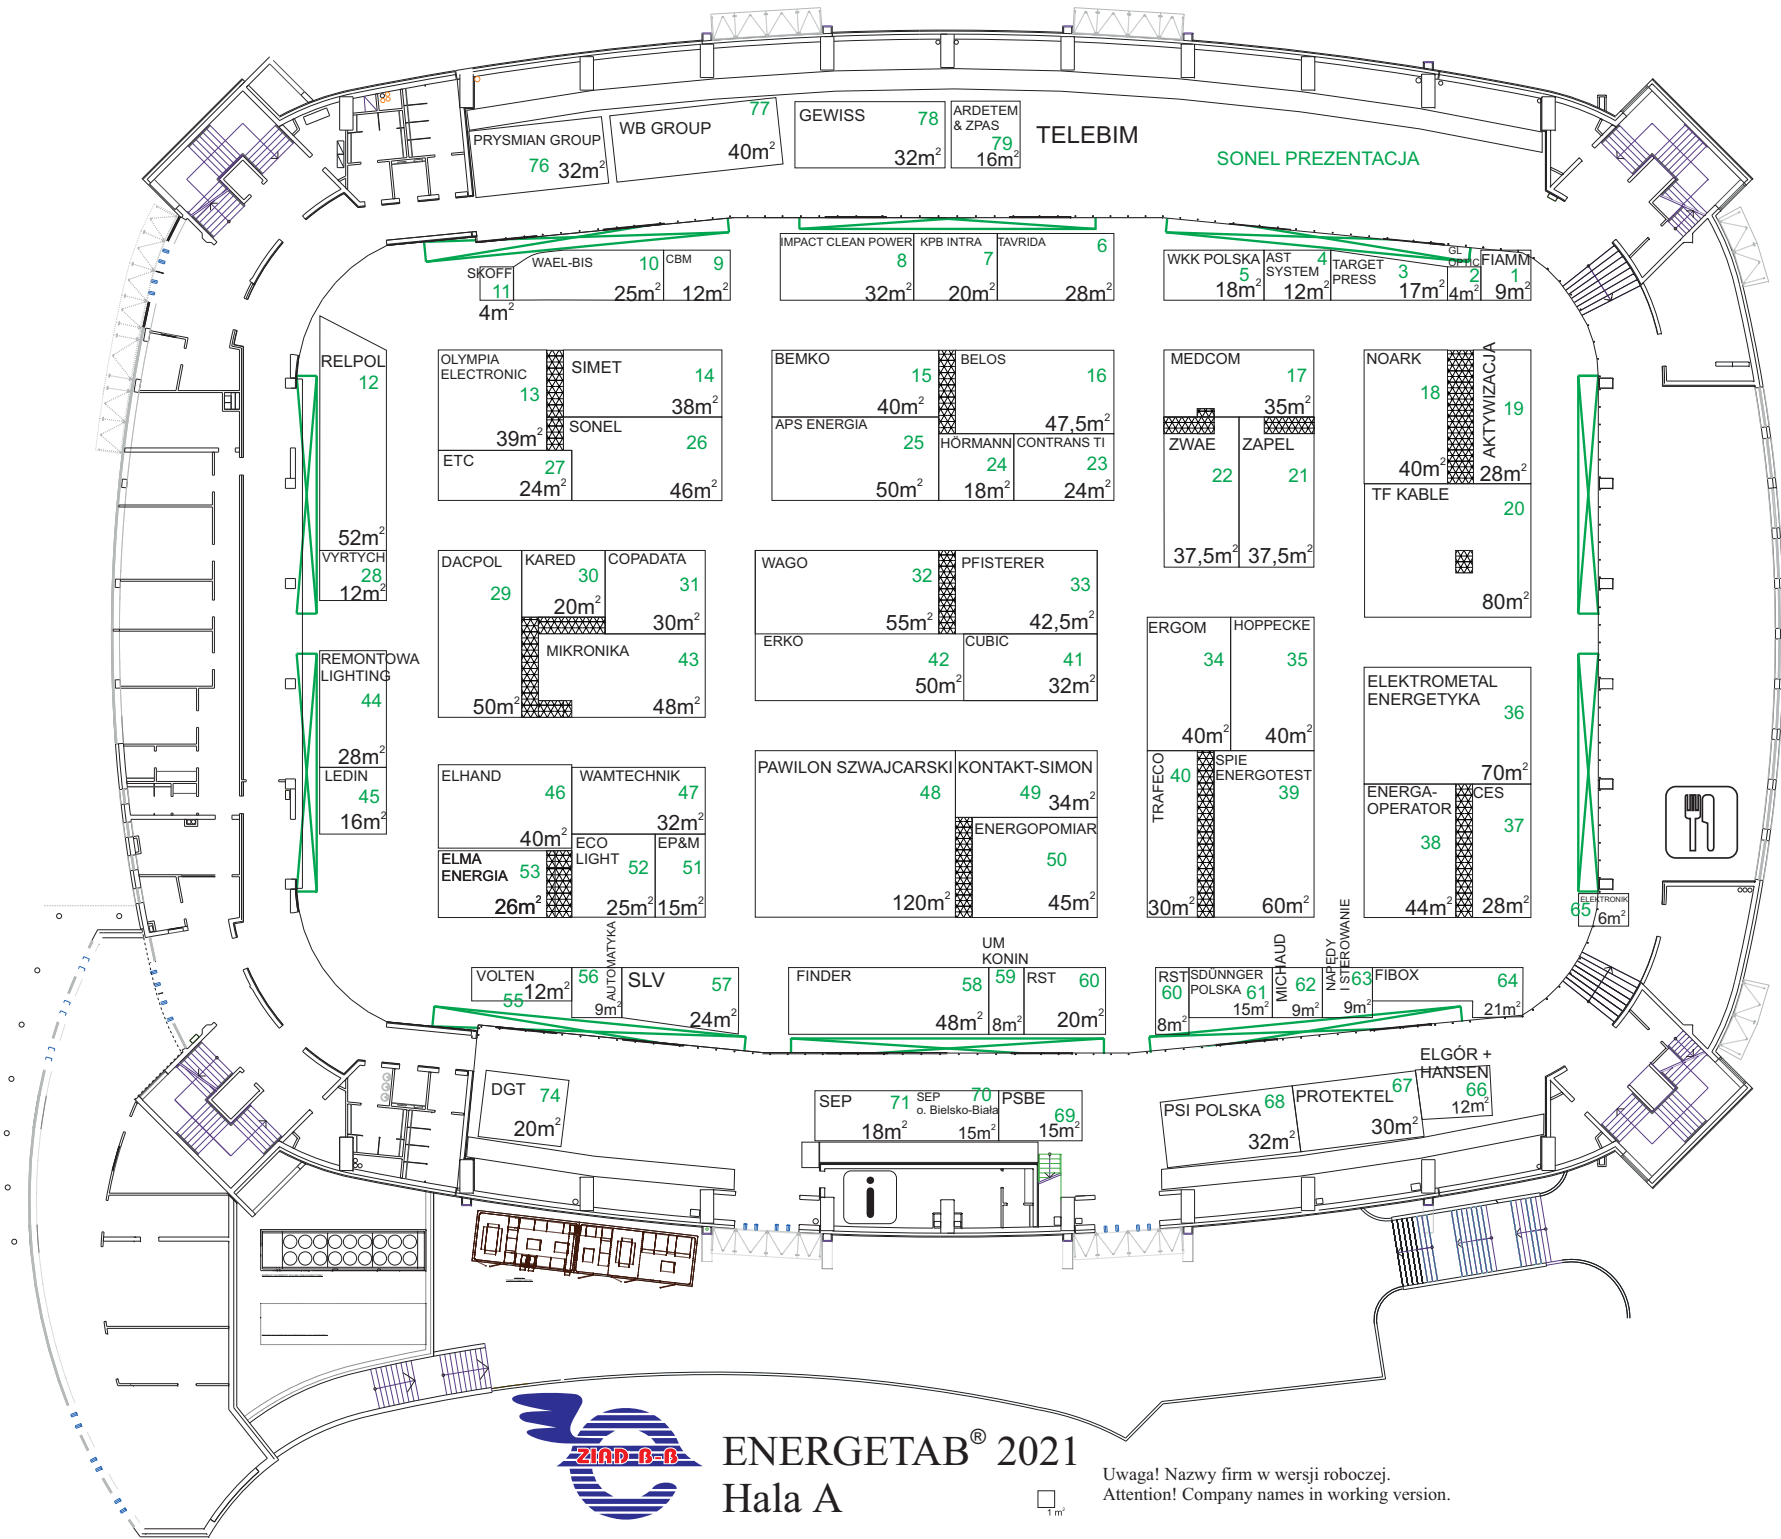 77
WB GROUP
40m²
PRYSMIAN GROUP
76 32m²
GEWISS
78
32m²
ARDETEM
& ZPAS
79
16m²
TELEBIM
SONEL PREZENTACJA
SKOFF
11
4m²
WAEL-BIS
10
25m²
CBM
9
12m²
IMPACT CLEAN POWER
8
32m²
KPB INTRA
7
20m²
TAVRIDA
6
28m²
WKK POLSKA
5
18m²
AST
SYSTEM
4
12m²
TARGET
PRESS
3
17m²
GL
OPTIC
2
4m²
FIAMM
1
9m²
RELPOL
12
52m²
OLYMPIA
ELECTRONIC
13
39m²
SIMET
14
38m²
BEMKO
15
40m²
BELOS
16
47,5m²
MEDCOM
17
35m²
NOARK
18
40m²
AKTYWIZACJA
19
28m²
ETC
27
24m²
SONEL
26
46m²
APS ENERGIA
25
50m²
HÖRMANN
24
18m²
CONTRANS TI
23
24m²
ZWAE
22
37,5m²
ZAPEL
21
37,5m²
TF KABLE
20
80m²
VYRTYCH
28
12m²
DACPOL
29
50m²
KARED
30
20m²
COPADATA
31
30m²
WAGO
32
55m²
PFISTERER
33
42,5m²
ERGOM
34
40m²
HOPPECKE
35
40m²
REMONTOWA
LIGHTING
44
28m²
MIKRONIKA
43
48m²
ERKO
42
50m²
CUBIC
41
32m²
ELEKTROMETAL
ENERGETYKA
36
70m²
LEDIN
45
16m²
ELHAND
46
40m²
WAMTECHNIK
47
32m²
PAWILON SZWAJCARSKI
48
120m²
KONTAKT-SIMON
49
34m²
TRAFECO
40
30m²
SPIE
ENERGOTEST
39
60m²
ENERGA-
OPERATOR
38
44m²
CES
37
28m²
ELMA
ENERGIA
53
26m²
ECO
LIGHT
52
25m²
EP&M
51
15m²
ENERGOPOMIAR
50
45m²
ELEKTRONIK
65
6m²
VOLTEN
55
12m²
56
AUTOMATYKA
9m²
SLV
57
24m²
FINDER
58
48m²
UM
KONIN
59
8m²
RST
60
20m²
RST
60
8m²
SDÜNNGER
POLSKA
61
15m²
MICHAUD
62
9m²
NAPĘDY
I STEROWANIE
63
9m²
FIBOX
64
21m²
DGT
74
20m²
SEP
71
18m²
SEP
70
o. Bielsko-Biała
15m²
PSBE
69
15m²
PSI POLSKA
68
32m²
PROTEKTEL
67
30m²
ELGÓR +
HANSEN
66
12m²
ZIAD B-B
ENERGETAB® 2021
Hala A
1 m²
Uwaga! Nazwy firm w wersji roboczej.
Attention! Company names in working version.